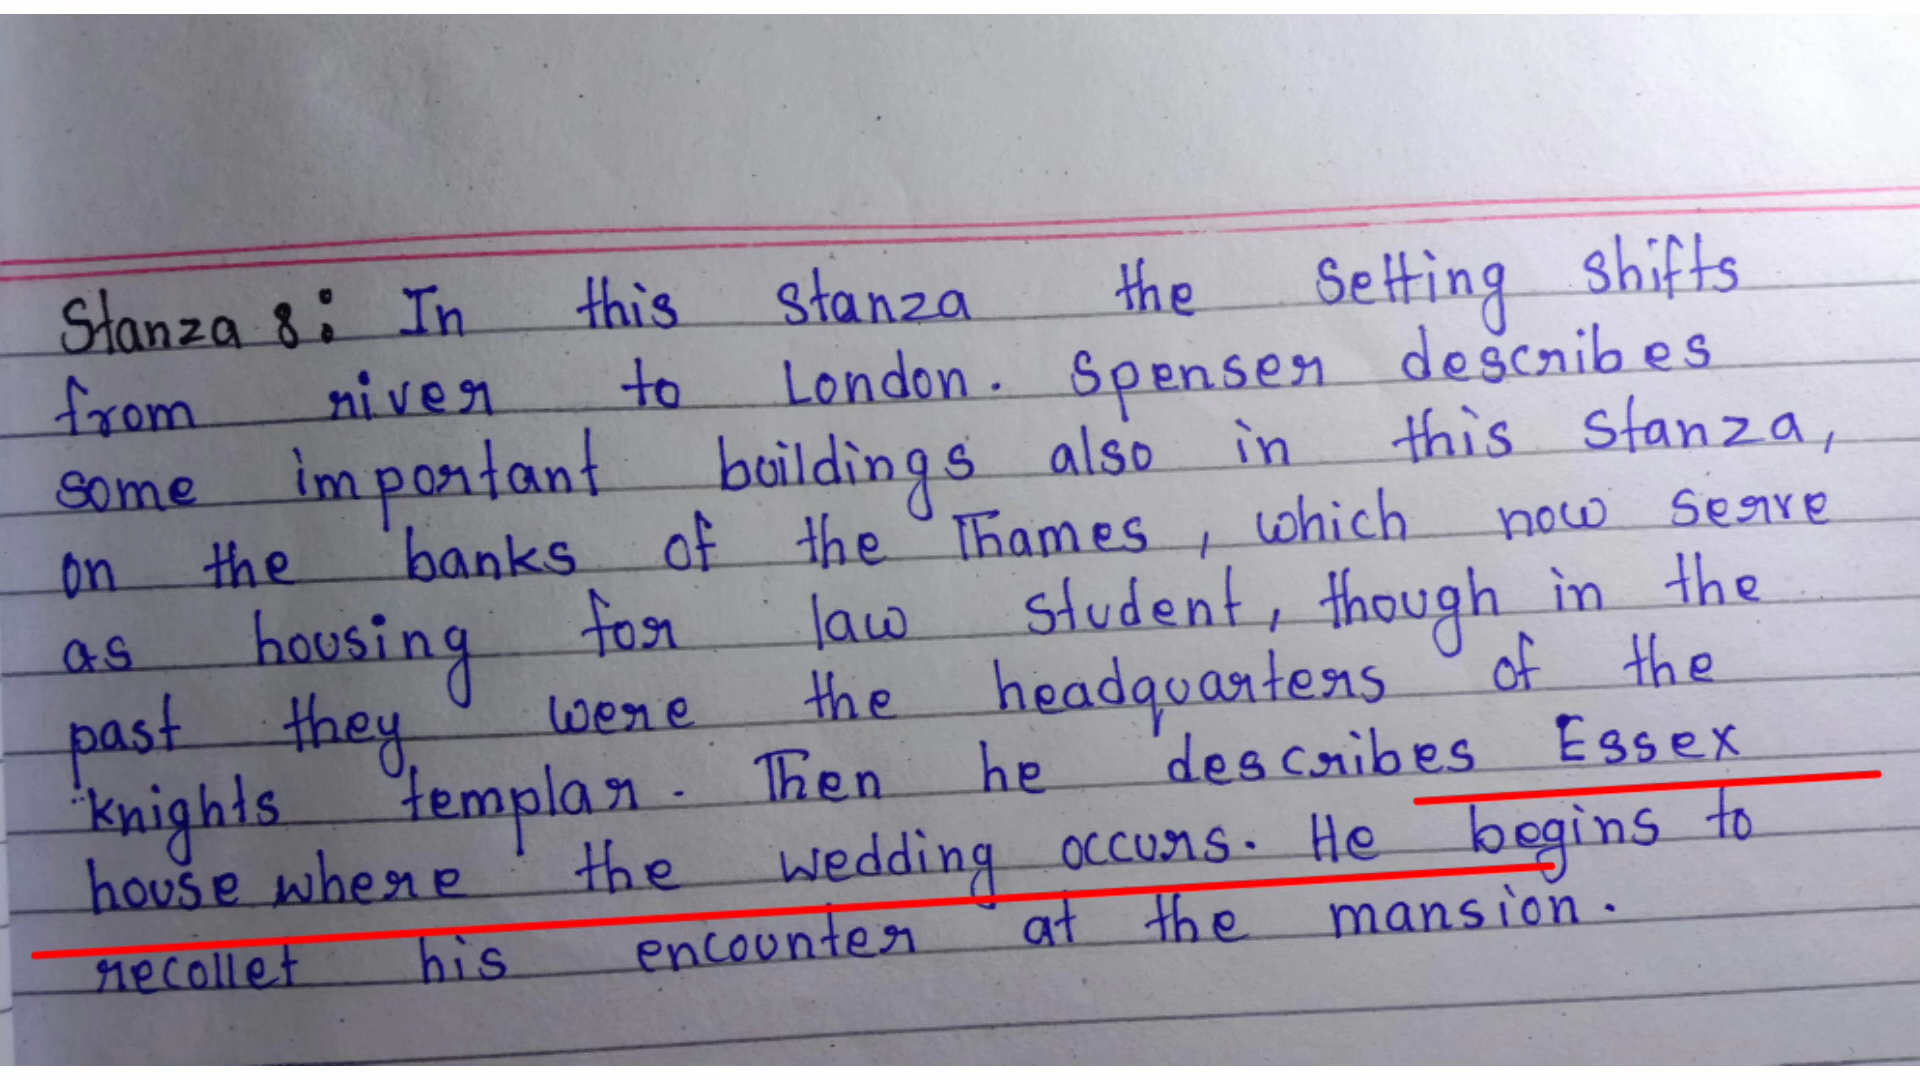 Stanza 8: In this stanza the setting shifts
from river to London. Spenser describes
some important buildings also in this stanza,
on the banks of the Thames, which now serve
as housing for law student, though in the
past they were the headquarters of the
knights templar. Then he describes Essex
house where the wedding occurs. He begins to
recollet his encounter at the mansion.